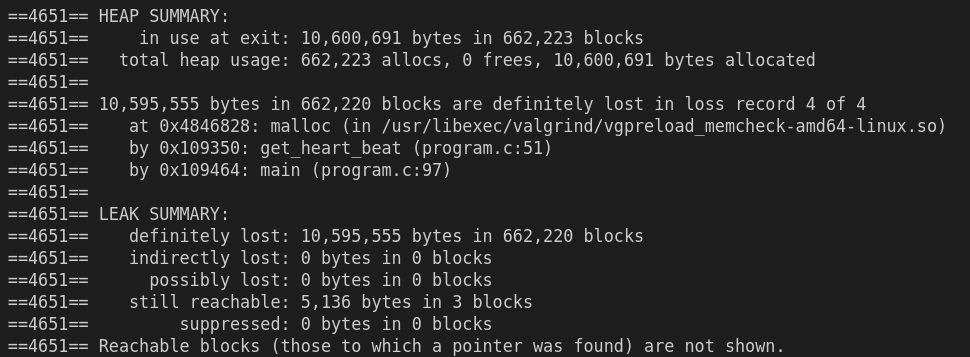 ==4651== HEAP SUMMARY:
==4651==     in use at exit: 10,600,691 bytes in 662,223 blocks
==4651==   total heap usage: 662,223 allocs, 0 frees, 10,600,691 bytes allocated
==4651==
==4651== 10,595,555 bytes in 662,220 blocks are definitely lost in loss record 4 of 4
==4651==    at 0x4846828: malloc (in /usr/libexec/valgrind/vgpreload_memcheck-amd64-linux.so)
==4651==    by 0x109350: get_heart_beat (program.c:51)
==4651==    by 0x109464: main (program.c:97)
==4651==
==4651== LEAK SUMMARY:
==4651==    definitely lost: 10,595,555 bytes in 662,220 blocks
==4651==    indirectly lost: 0 bytes in 0 blocks
==4651==      possibly lost: 0 bytes in 0 blocks
==4651==    still reachable: 5,136 bytes in 3 blocks
==4651==         suppressed: 0 bytes in 0 blocks
==4651== Reachable blocks (those to which a pointer was found) are not shown.